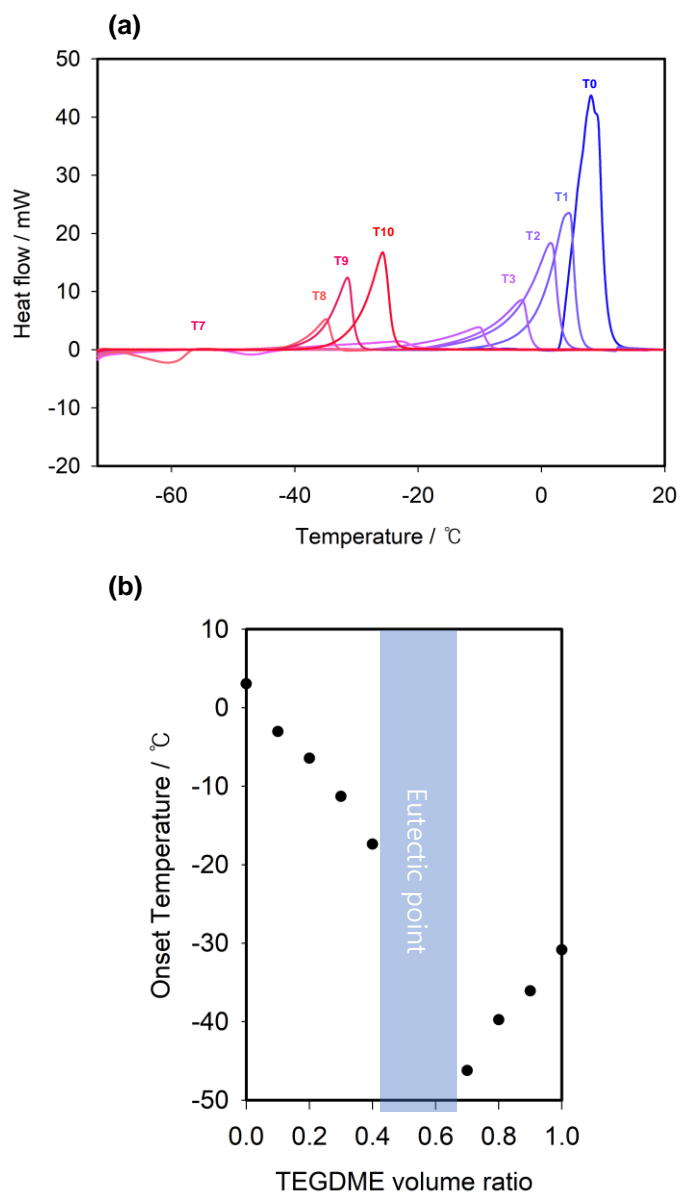 (a)
50
40
30
20
10
0
-10
-20
Heat flow / mW
T0
T1
T2
T3
T10
T9
T8
T7
-60 -40 -20 0 20
Temperature / ℃
(b)
10
0
-10
-20
-30
-40
-50
Onset Temperature / ℃
Eutectic point
0.0 0.2 0.4 0.6 0.8 1.0
TEGDME volume ratio